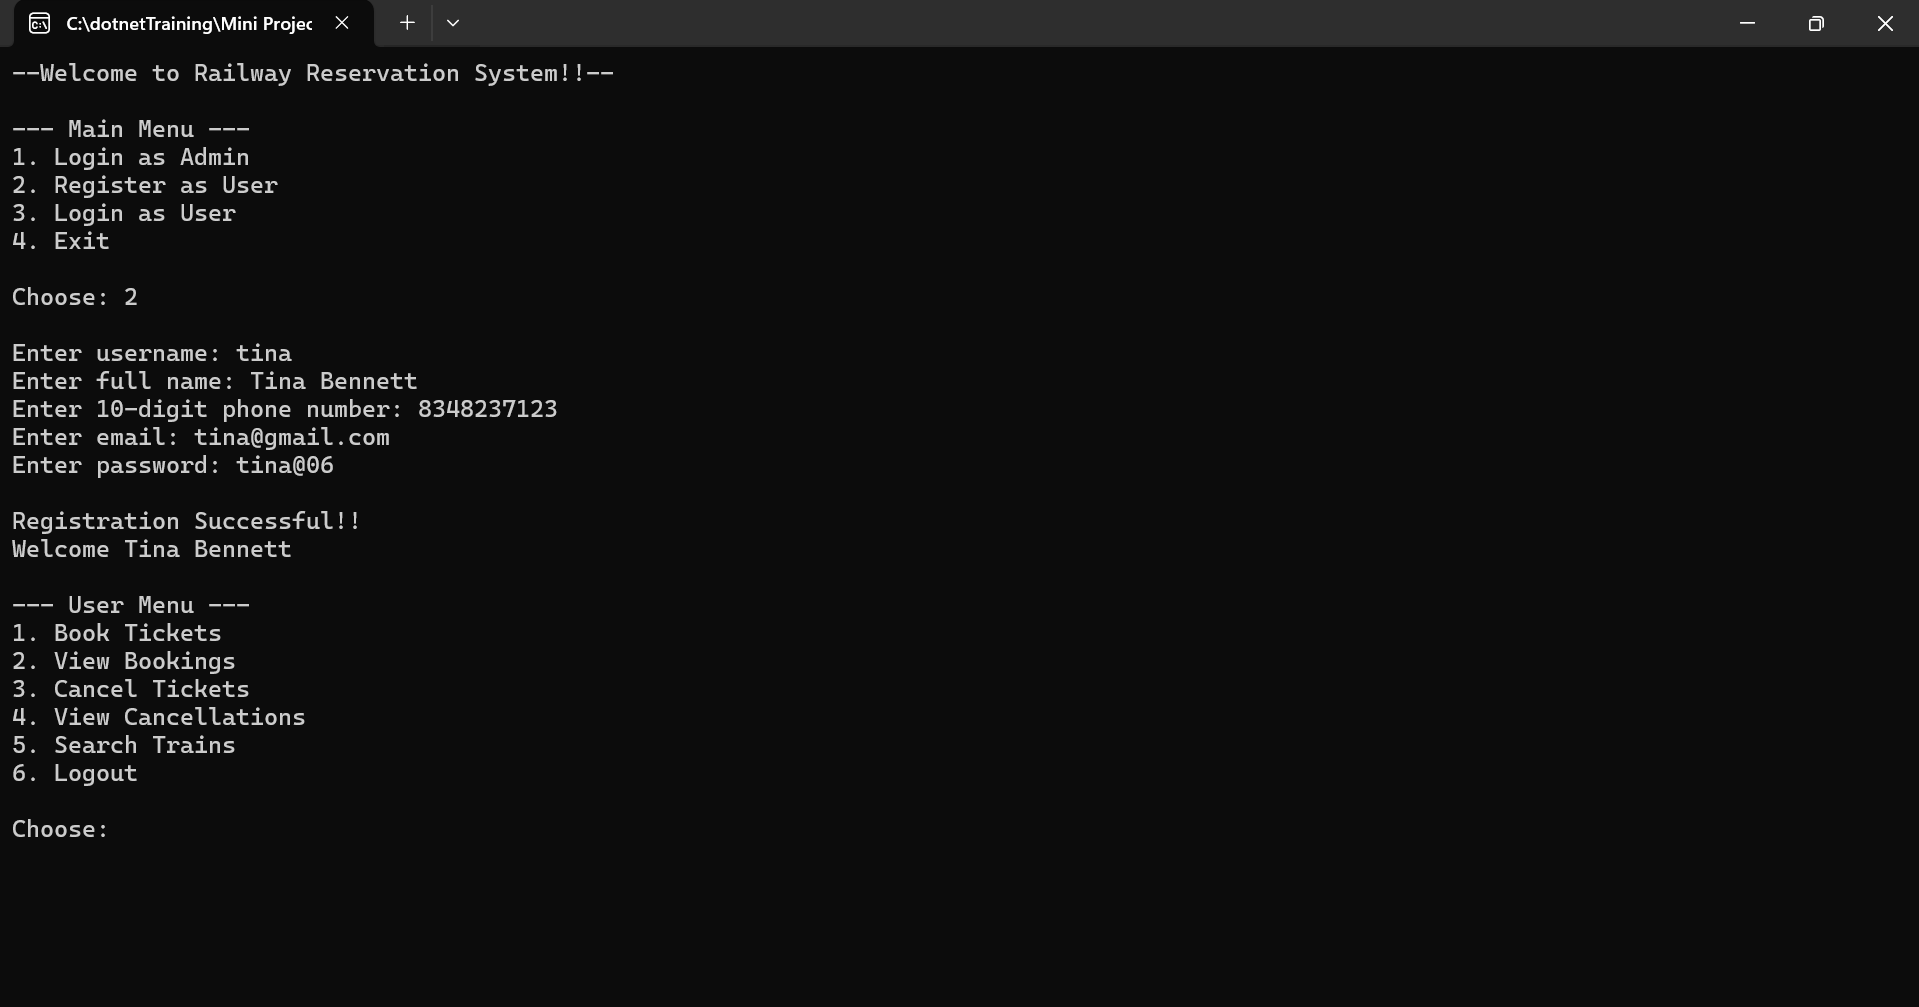 C:\dotnetTraining\Mini Projec
--Welcome to Railway Reservation System!!--
--- Main Menu ---
1. Login as Admin
2. Register as User
3. Login as User
4. Exit
Choose: 2
Enter username: tina
Enter full name: Tina Bennett
Enter 10-digit phone number: 8348237123
Enter email: tina@gmail.com
Enter password: tina@06
Registration Successful!!
Welcome Tina Bennett
--- User Menu ---
1. Book Tickets
2. View Bookings
3. Cancel Tickets
4. View Cancellations
5. Search Trains
6. Logout
Choose: